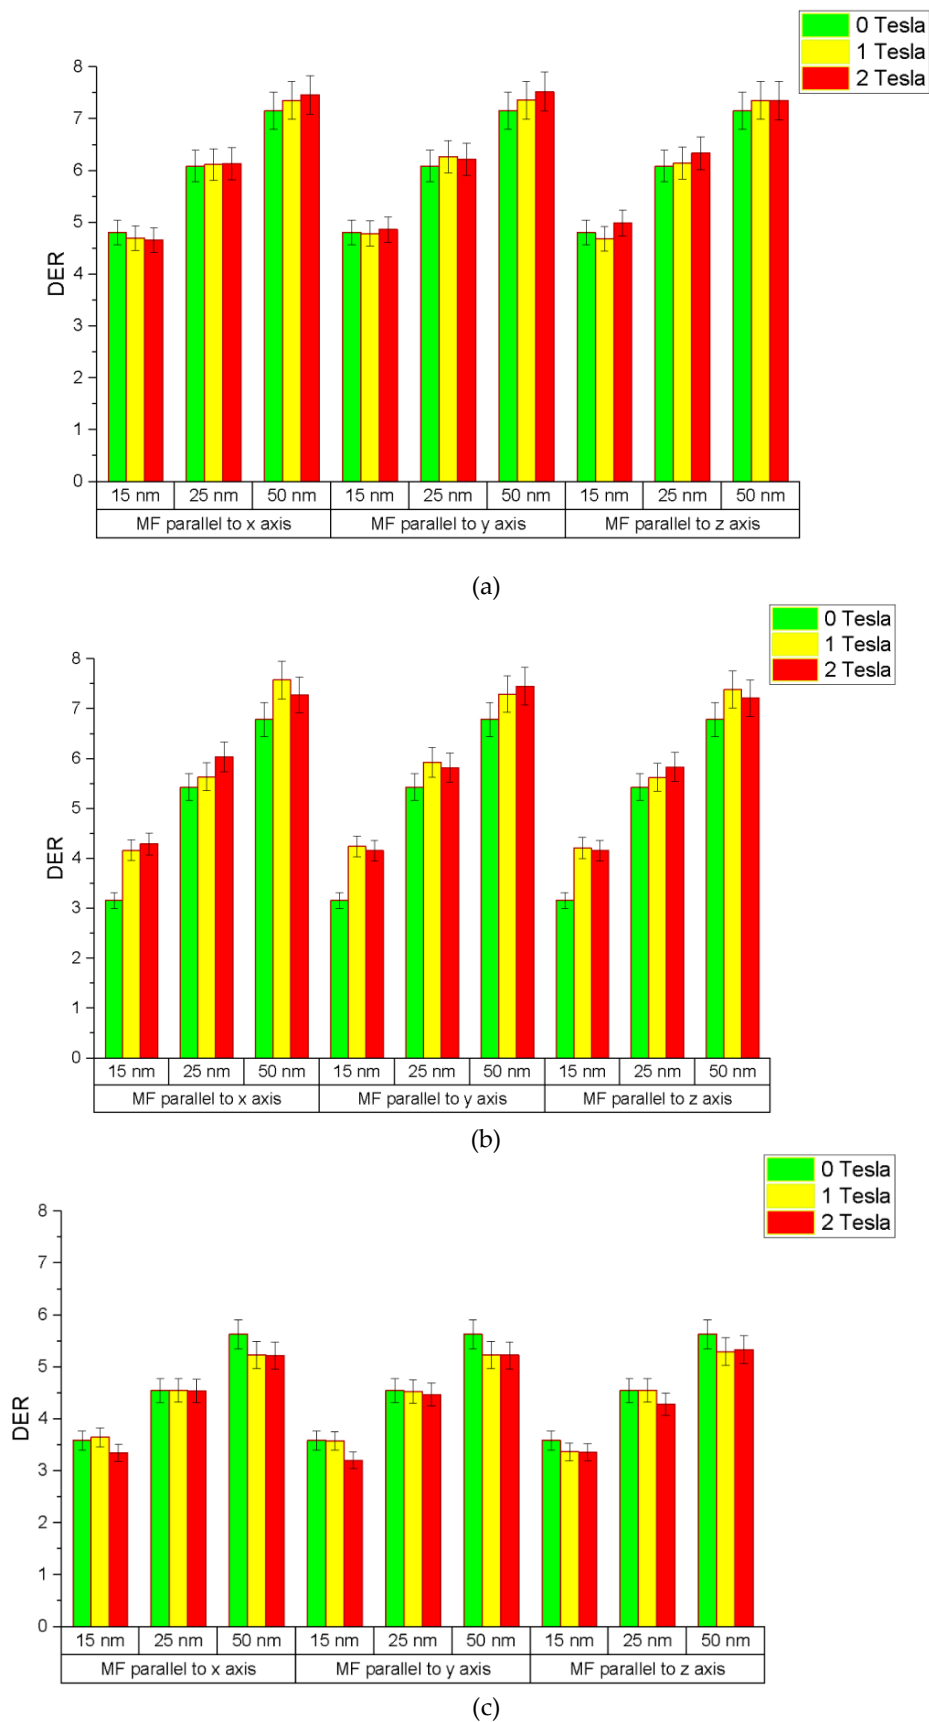 0 Tesla
1 Tesla
2 Tesla
8
7
6
5
4
3
2
1
0
DER
15 nm 25 nm 50 nm 15 nm 25 nm 50 nm 15 nm 25 nm 50 nm
MF parallel to x axis MF parallel to y axis MF parallel to z axis
(a)
0 Tesla
1 Tesla
2 Tesla
8
7
6
5
4
3
2
1
0
DER
15 nm 25 nm 50 nm 15 nm 25 nm 50 nm 15 nm 25 nm 50 nm
MF parallel to x axis MF parallel to y axis MF parallel to z axis
(b)
0 Tesla
1 Tesla
2 Tesla
8
7
6
5
4
3
2
1
0
DER
15 nm 25 nm 50 nm 15 nm 25 nm 50 nm 15 nm 25 nm 50 nm
MF parallel to x axis MF parallel to y axis MF parallel to z axis
(c)